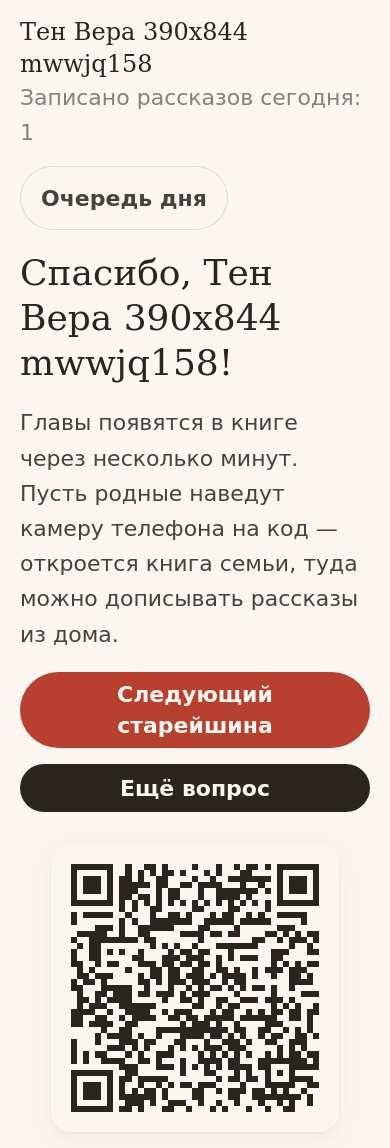 Тен Вера 390x844
mwwjq158
Записано рассказов сегодня:
1
Очередь дня
Спасибо, Тен
Вера 390x844
mwwjq158!
Главы появятся в книге
через несколько минут.
Пусть родные наведут
камеру телефона на код —
откроется книга семьи, туда
можно дописывать рассказы
из дома.
Следующий
старейшина
Ещё вопрос